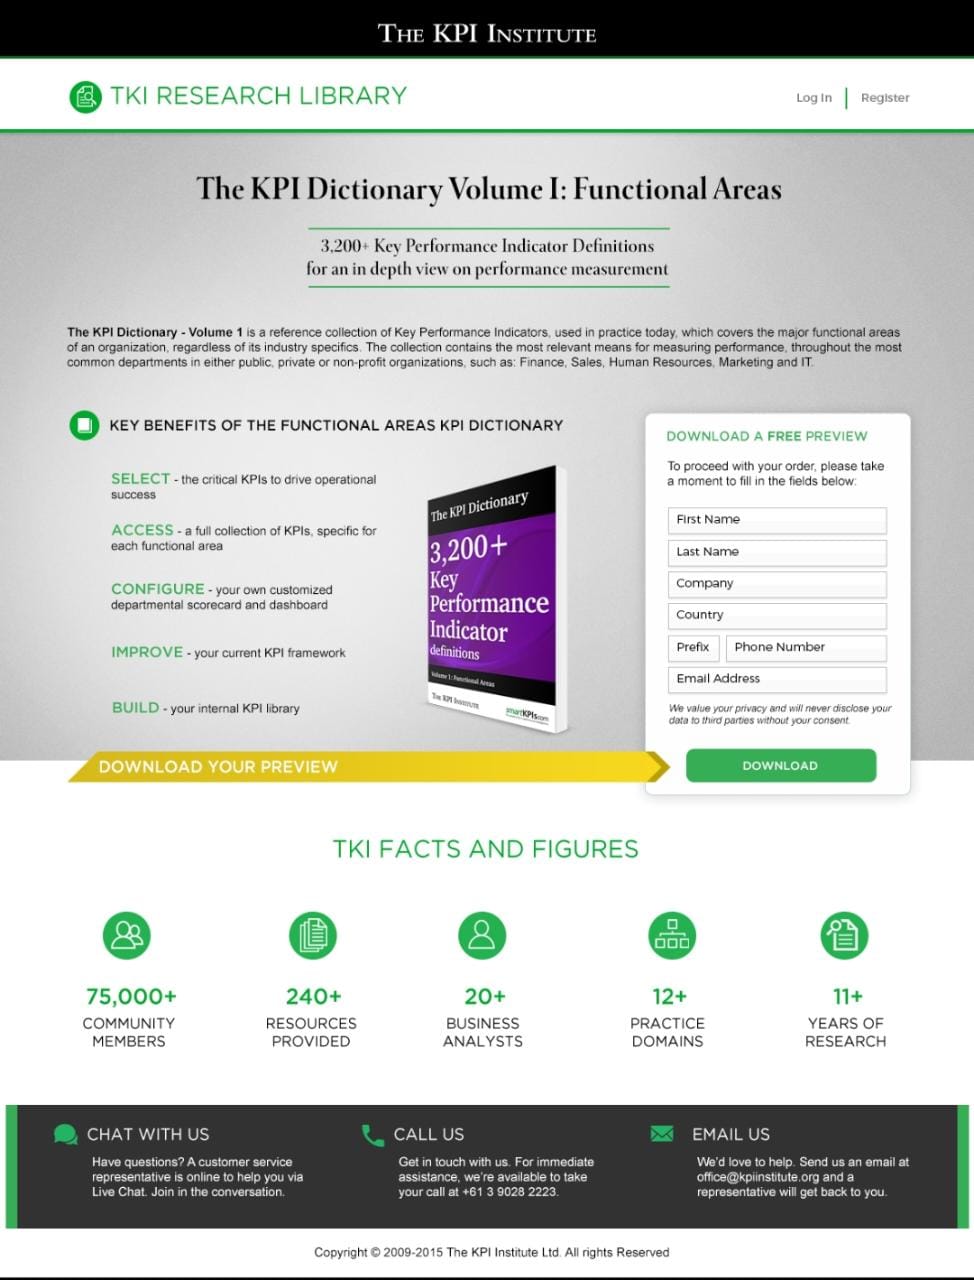 THE KPI INSTITUTE
TKI RESEARCH LIBRARY
Log In | Register
The KPI Dictionary Volume I: Functional Areas
3,200+ Key Performance Indicator Definitions
for an in depth view on performance measurement
The KPI Dictionary - Volume 1 is a reference collection of Key Performance Indicators, used in practice today, which covers the major functional areas
of an organization, regardless of its industry specifics. The collection contains the most relevant means for measuring performance, throughout the most
common departments in either public, private or non-profit organizations, such as: Finance, Sales, Human Resources, Marketing and IT.
KEY BENEFITS OF THE FUNCTIONAL AREAS KPI DICTIONARY
SELECT - the critical KPIs to drive operational
success
ACCESS - a full collection of KPIs, specific for
each functional area
CONFIGURE - your own customized
departmental scorecard and dashboard
IMPROVE - your current KPI framework
BUILD - your internal KPI library
The KPI Dictionary
3,200+
Key
Performance
Indicator
definitions
Volume 1: Functional Areas
THE KPI INSTITUTE
smartKPIs.com
DOWNLOAD YOUR PREVIEW
DOWNLOAD A FREE PREVIEW
To proceed with your order, please take
a moment to fill in the fields below:
First Name
Last Name
Company
Country
Prefix
Phone Number
Email Address
We value your privacy and will never disclose your
data to third parties without your consent.
DOWNLOAD
TKI FACTS AND FIGURES
75,000+
COMMUNITY
MEMBERS
240+
RESOURCES
PROVIDED
20+
BUSINESS
ANALYSTS
12+
PRACTICE
DOMAINS
11+
YEARS OF
RESEARCH
CHAT WITH US
Have questions? A customer service
representative is online to help you via
Live Chat. Join in the conversation.
CALL US
Get in touch with us. For immediate
assistance, we're available to take
your call at +61 3 9028 2223.
EMAIL US
We'd love to help. Send us an email at
office@kpiinstitute.org and a
representative will get back to you.
Copyright © 2009-2015 The KPI Institute Ltd. All rights Reserved